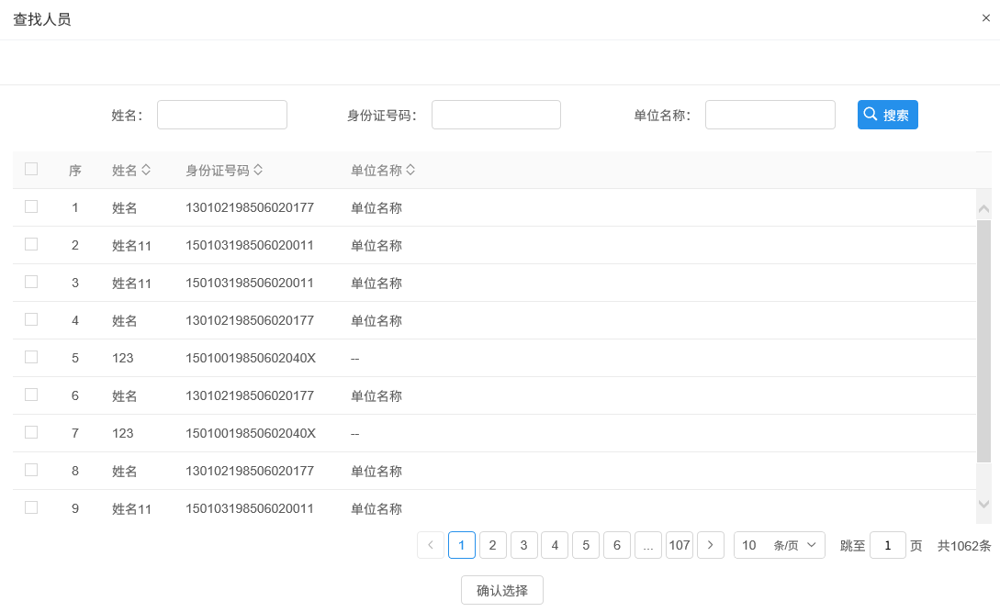 查找人员 ×
姓名: 身份证号码: 单位名称: 搜索
序 姓名 身份证号码 单位名称
1 姓名 130102198506020177 单位名称
2 姓名11 150103198506020011 单位名称
3 姓名11 150103198506020011 单位名称
4 姓名 130102198506020177 单位名称
5 123 15010019850602040X --
6 姓名 130102198506020177 单位名称
7 123 15010019850602040X --
8 姓名 130102198506020177 单位名称
9 姓名11 150103198506020011 单位名称
1 2 3 4 5 6 ... 107 10 条/页 跳至 1 页 共1062条
确认选择